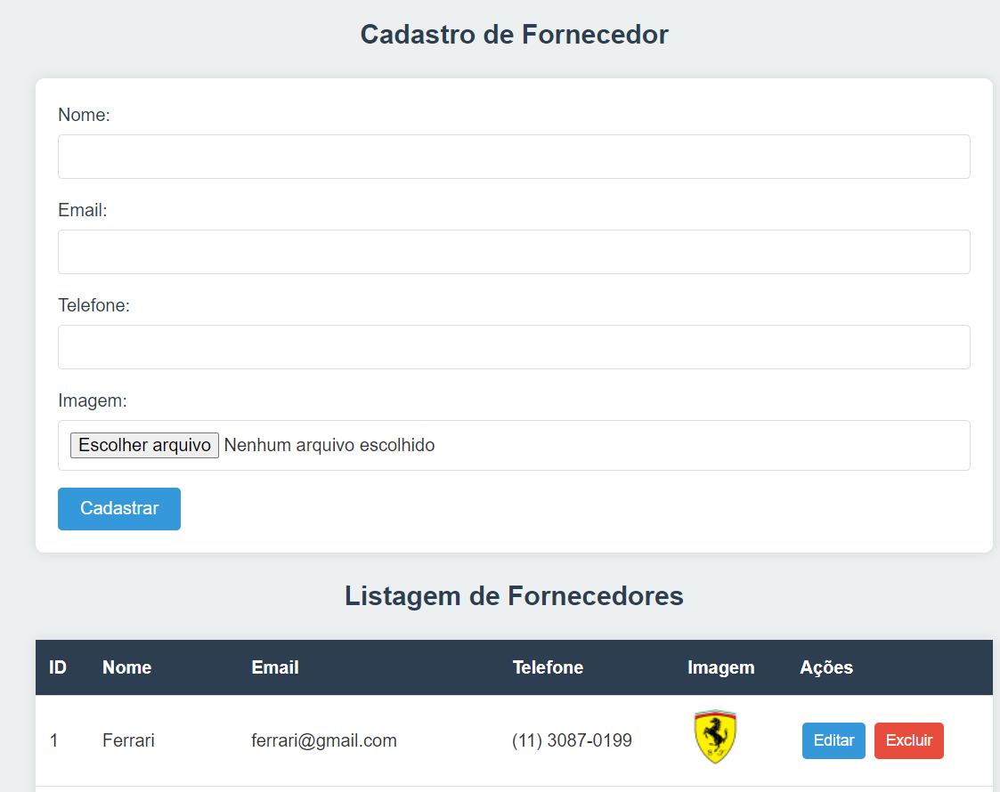 Cadastro de Fornecedor
Nome:
Email:
Telefone:
Imagem:
Escolher arquivo Nenhum arquivo escolhido
Cadastrar
Listagem de Fornecedores
ID Nome Email Telefone Imagem Ações
1 Ferrari ferrari@gmail.com (11) 3087-0199 S F Editar Excluir